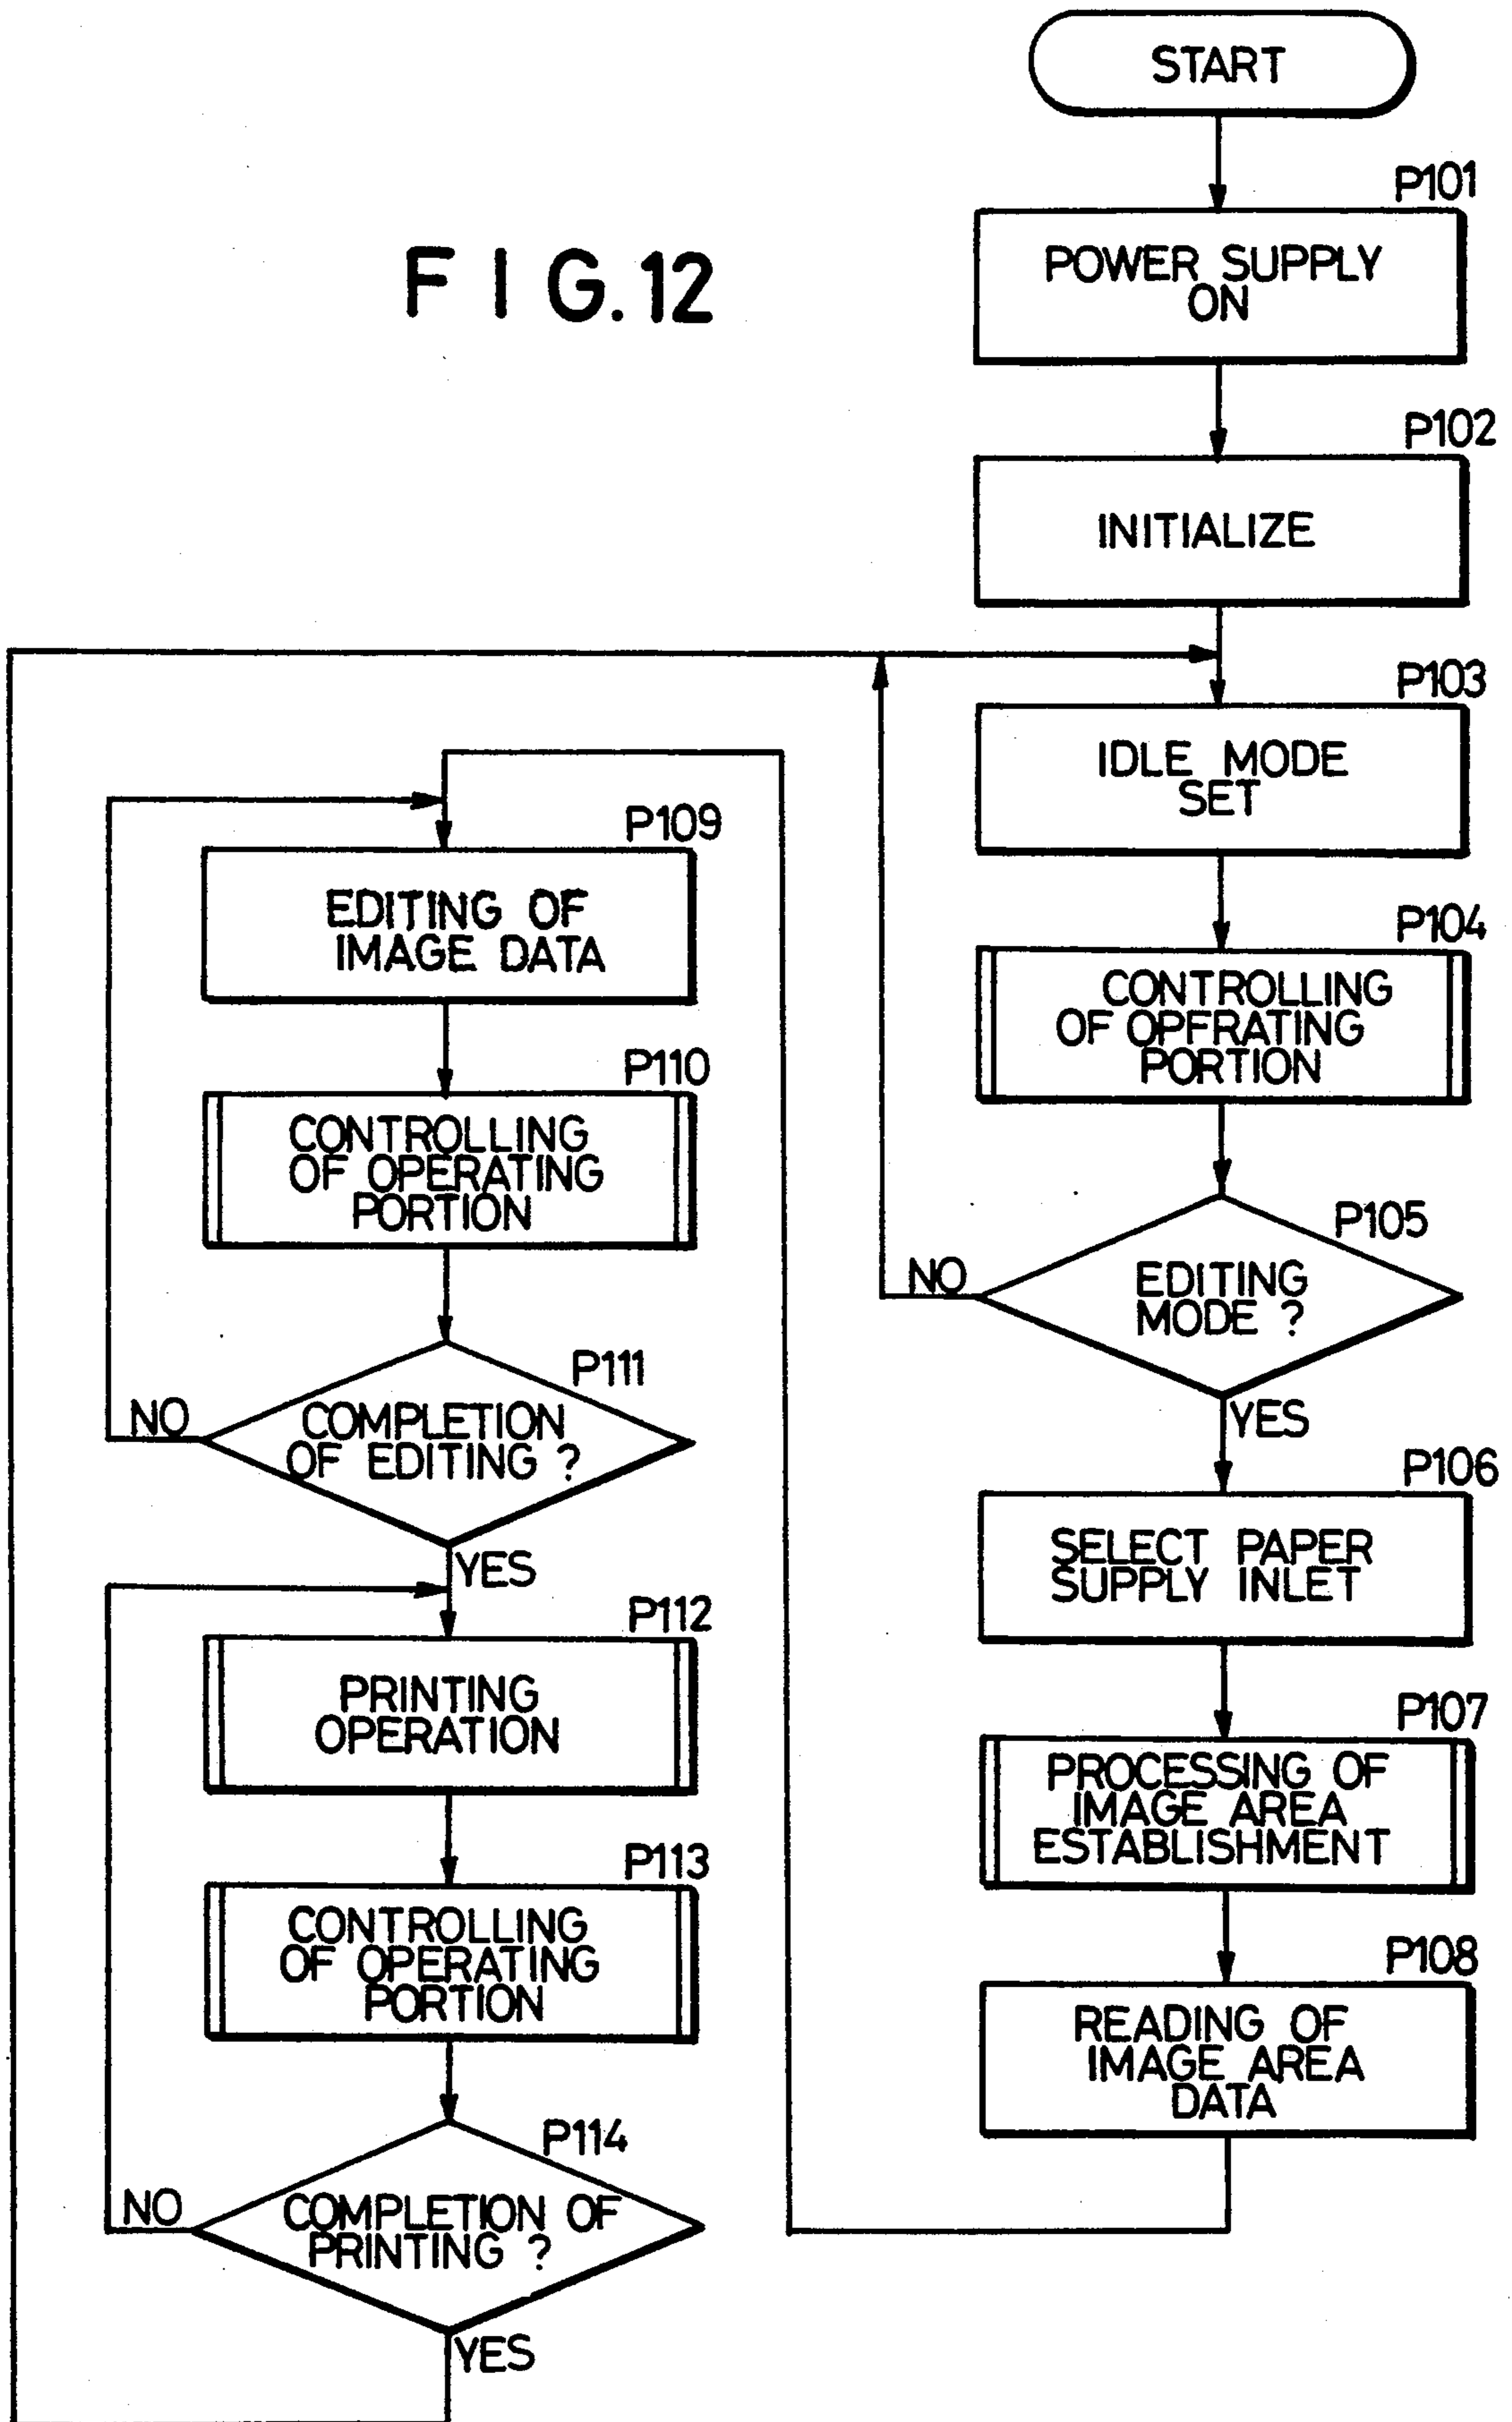 FIG.12
START
P101
POWER SUPPLY
ON
P102
INITIALIZE
P103
IDLE MODE
SET
P104
CONTROLLING
OF OPFRATING
PORTION
P105
EDITING
MODE ?
NO
YES
P106
SELECT PAPER
SUPPLY INLET
P107
PROCESSING OF
IMAGE AREA
ESTABLISHMENT
P108
READING OF
IMAGE AREA
DATA
P109
EDITING OF
IMAGE DATA
P110
CONTROLLING
OF OPERATING
PORTION
P111
COMPLETION
OF EDITING ?
NO
YES
P112
PRINTING
OPERATION
P113
CONTROLLING
OF OPERATING
PORTION
P114
COMPLETION OF
PRINTING ?
NO
YES